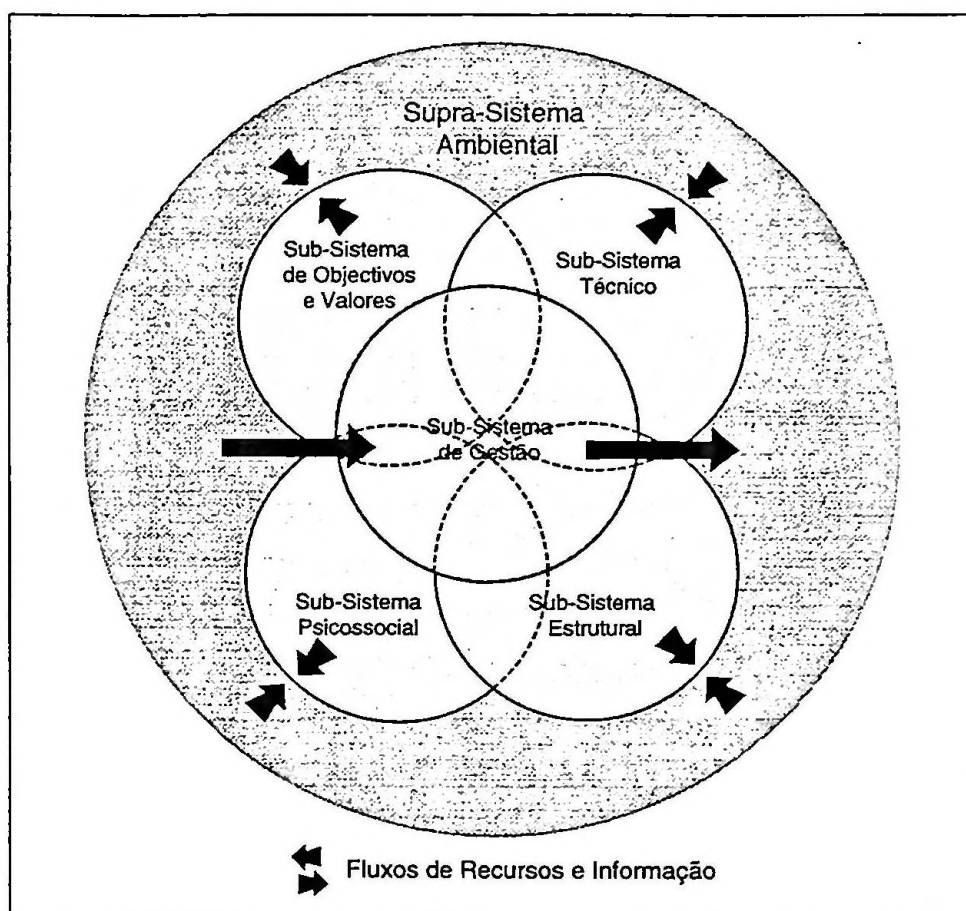 Supra-Sistema
Ambiental
Sub-Sistema
de Objectivos
e Valores
Sub-Sistema
Técnico
Sub-Sistema
de Gestão
Sub-Sistema
Psicossocial
Sub-Sistema
Estrutural
Fluxos de Recursos e Informação